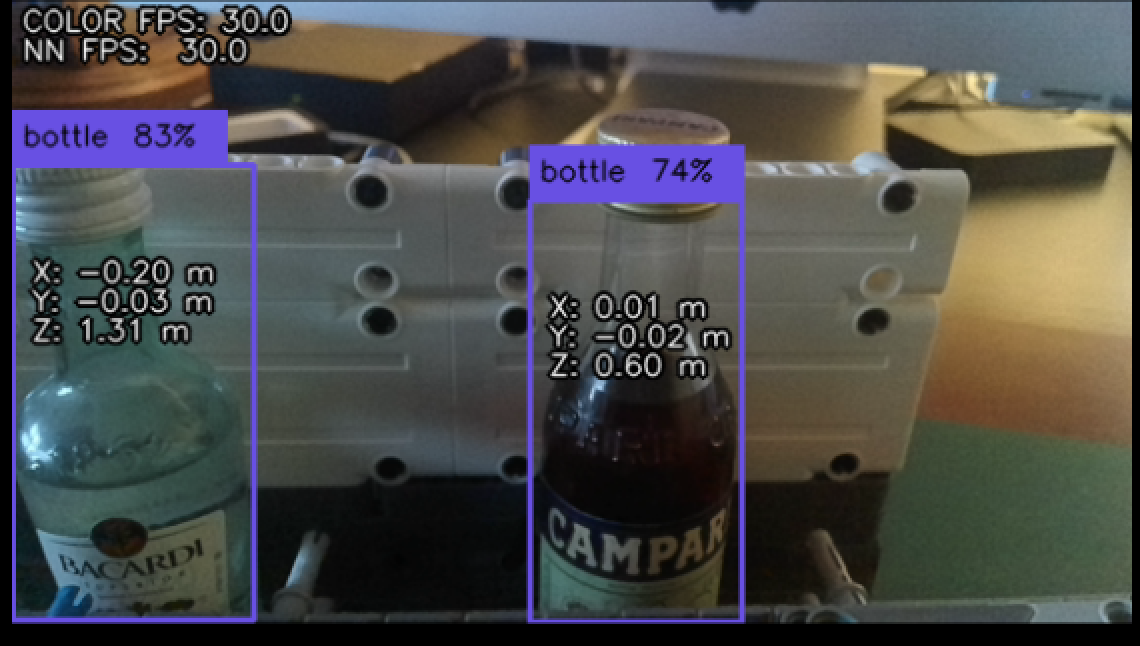 COLOR FPS: 30.0
NN FPS: 30.0
bottle 83%
bottle 74%
X: -0.20 m
Y: -0.03 m
Z: 1.31 m
X: 0.01 m
Y: -0.02 m
Z: 0.60 m
CAMPAR
BACARDI